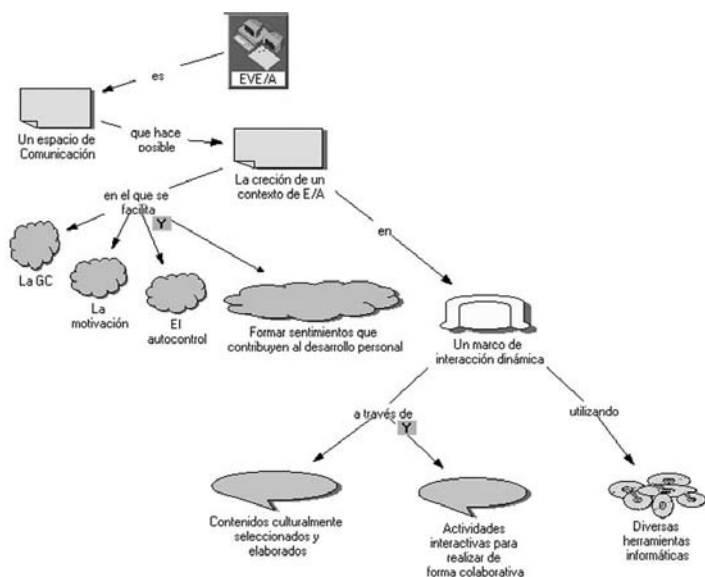 EVE/A
es
Un espacio de
Comunicación
que hace
posible
La creción de un
contexto de E/A
en el que se
facilita
Y
en
La GC
La
motivación
El
autocontrol
Formar sentimientos que
contribuyen al desarrollo personal
Un marco de
interacción dinámica
a través de
Y
utilizando
Contenidos culturalmente
seleccionados y
elaborados
Actividades
interactivas para
realizar de
forma colaborativa
Diversas
herramientas
informáticas